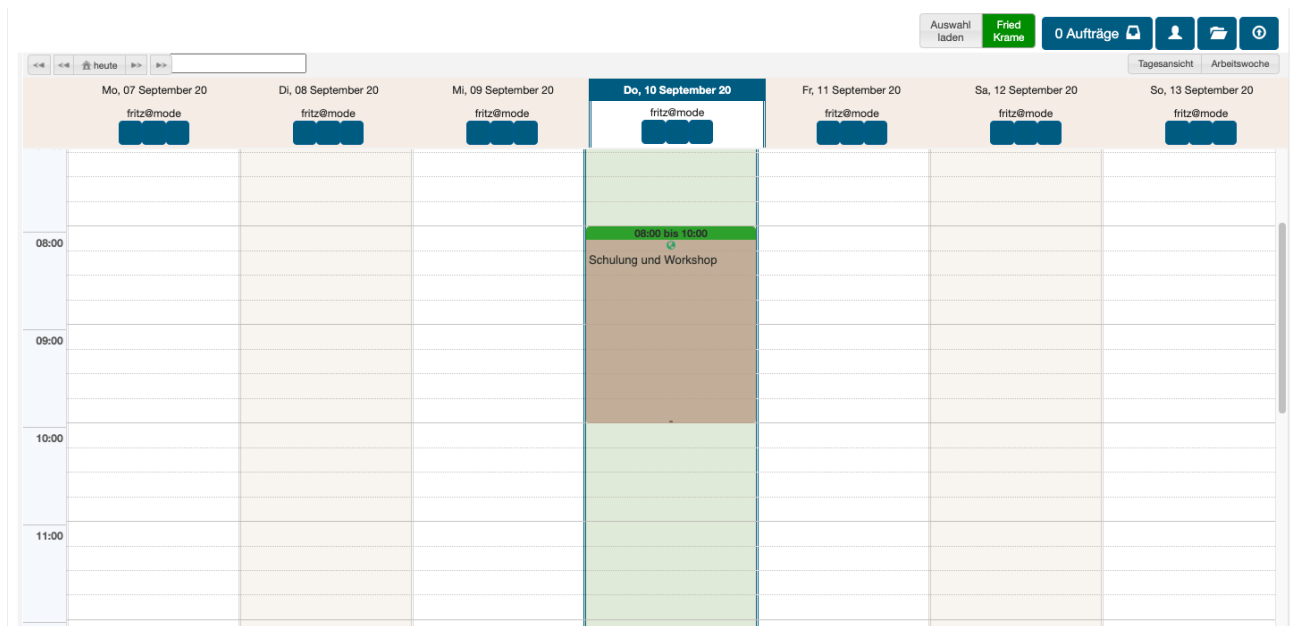 Auswahl laden
Fried Krame
0 Aufträge
heute
Tagesansicht Arbeitswoche
Mo, 07 September 20
Di, 08 September 20
Mi, 09 September 20
Do, 10 September 20
Fr, 11 September 20
Sa, 12 September 20
So, 13 September 20
fritz@mode
fritz@mode
fritz@mode
fritz@mode
fritz@mode
fritz@mode
fritz@mode
08:00
08:00 bis 10:00
Schulung und Workshop
09:00
10:00
11:00